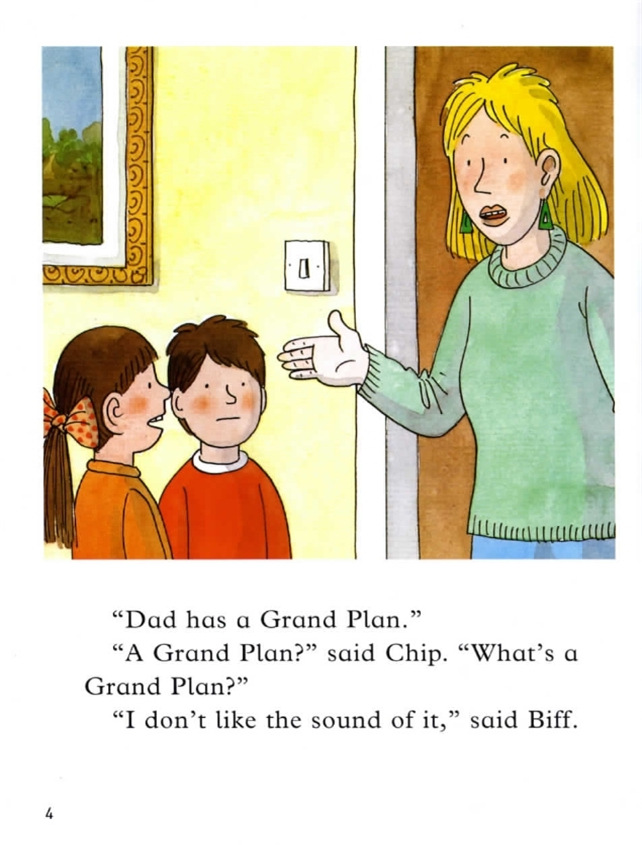 “Dad has a Grand Plan.”
“A Grand Plan?” said Chip. “What’s a
Grand Plan?”
“I don’t like the sound of it,” said Biff.
4